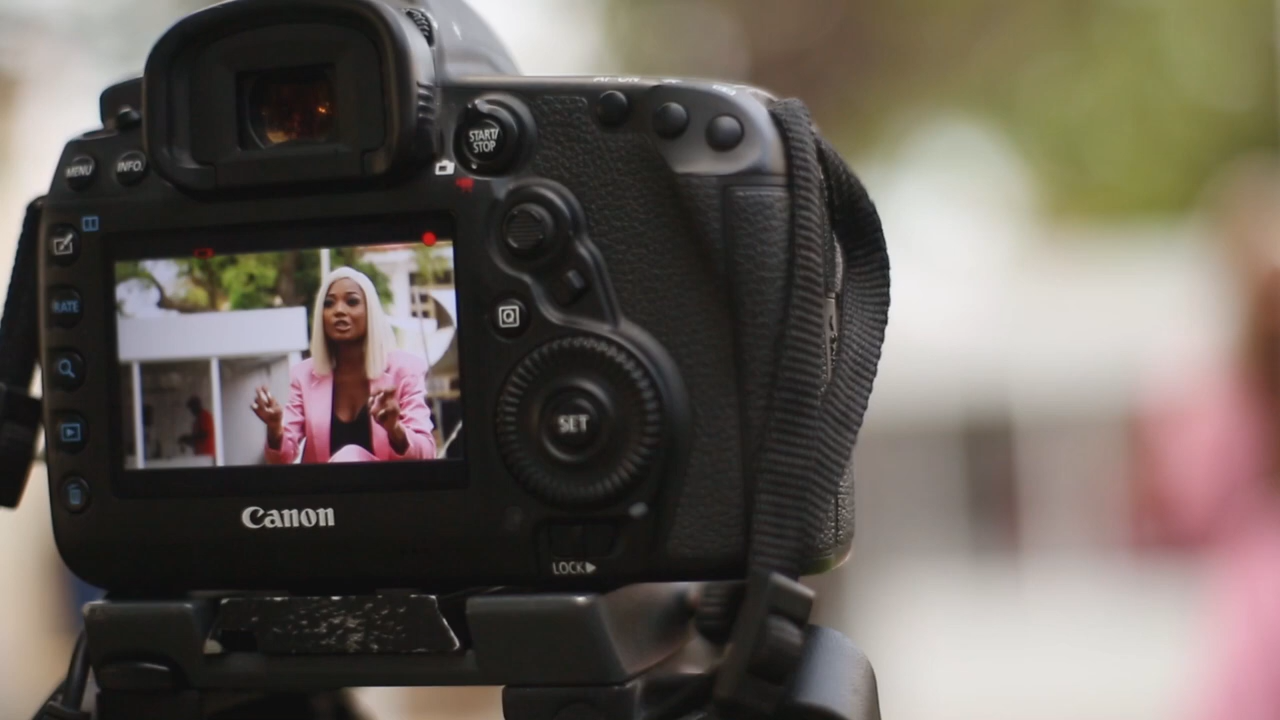 START/
STOP
MENU
INFO.
RATE
Q
SET
Canon
LOCK▶